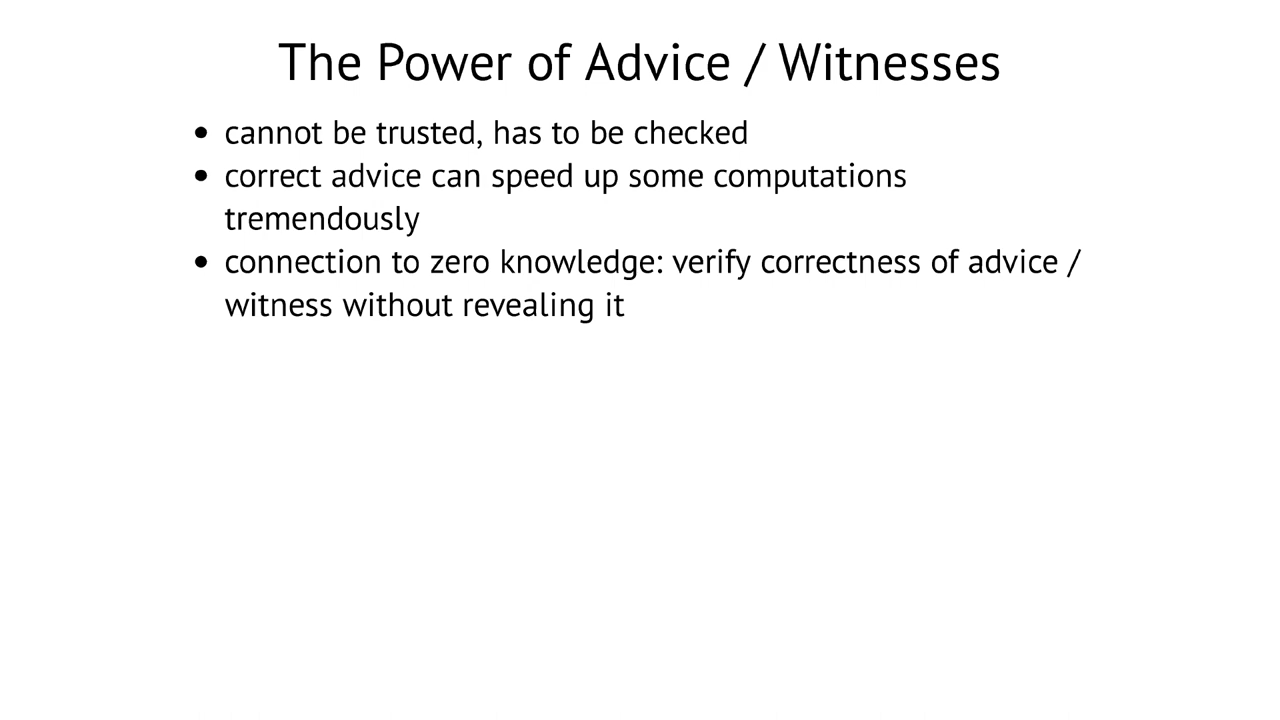 The Power of Advice / Witnesses
• cannot be trusted, has to be checked
• correct advice can speed up some computations
tremendously
• connection to zero knowledge: verify correctness of advice /
witness without revealing it